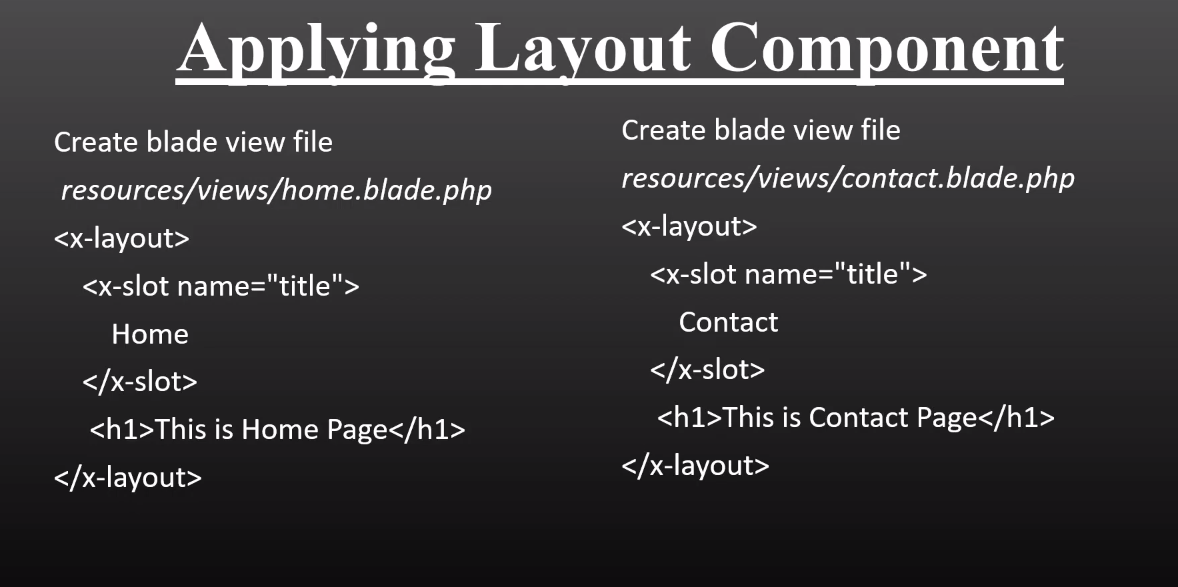 Applying Layout Component
Create blade view file
resources/views/home.blade.php
<x-layout>
<x-slot name="title">
Home
</x-slot>
<h1>This is Home Page</h1>
</x-layout>
Create blade view file
resources/views/contact.blade.php
<x-layout>
<x-slot name="title">
Contact
</x-slot>
<h1>This is Contact Page</h1>
</x-layout>